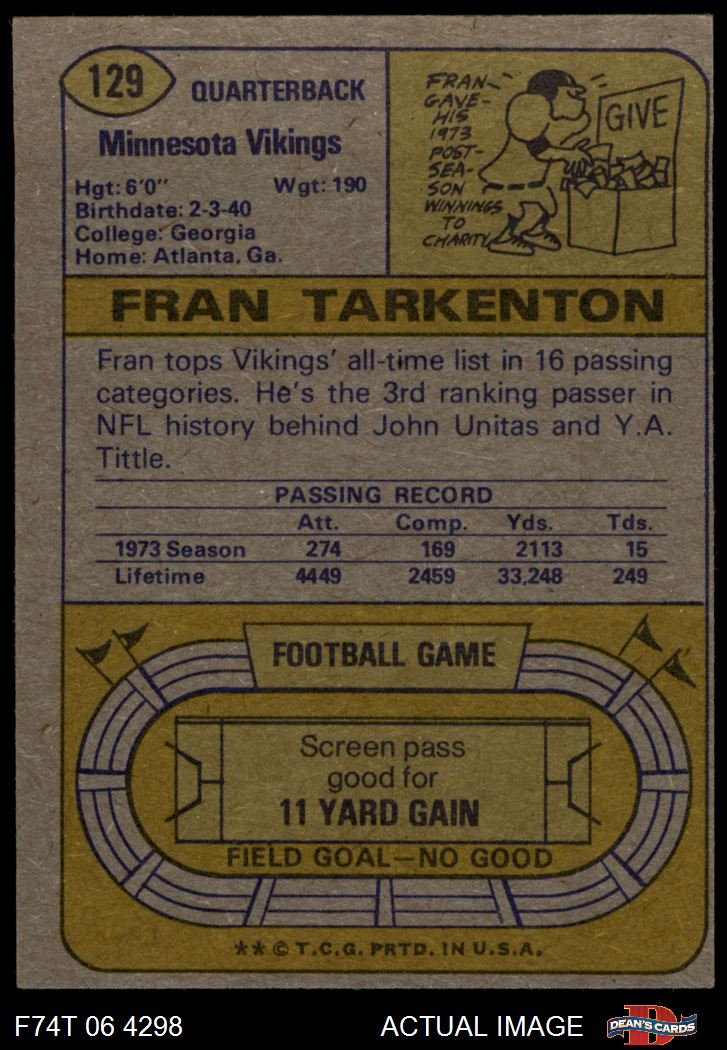 129
QUARTERBACK
Minnesota Vikings
Hgt: 6'0" Wgt: 190
Birthdate: 2-3-40
College: Georgia
Home: Atlanta, Ga.
FRAN
GAVE
HIS
1973
POST-
SEA-
SON
WINNINGS
TO
CHARITY
GIVE
FRAN TARKENTON
Fran tops Vikings' all-time list in 16 passing
categories. He's the 3rd ranking passer in
NFL history behind John Unitas and Y.A.
Tittle.
PASSING RECORD
Att. Comp. Yds. Tds.
1973 Season 274 169 2113 15
Lifetime 4449 2459 33,248 249
FOOTBALL GAME
Screen pass
good for
11 YARD GAIN
FIELD GOAL—NO GOOD
** © T.C.G. PRTD. IN U.S.A.
F74T 06 4298 ACTUAL IMAGE D DEAN'S CARDS